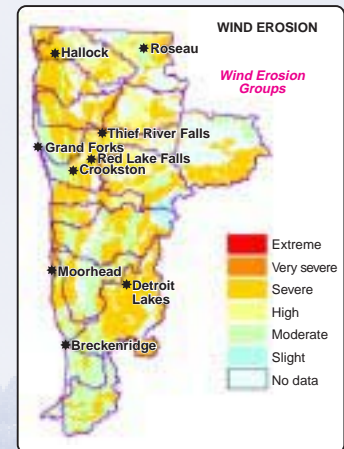 WIND EROSION
Wind Erosion
Groups
Hallock
Roseau
Thief River Falls
Grand Forks
Red Lake Falls
Crookston
Moorhead
Detroit
Lakes
Breckenridge
Extreme
Very severe
Severe
High
Moderate
Slight
No data